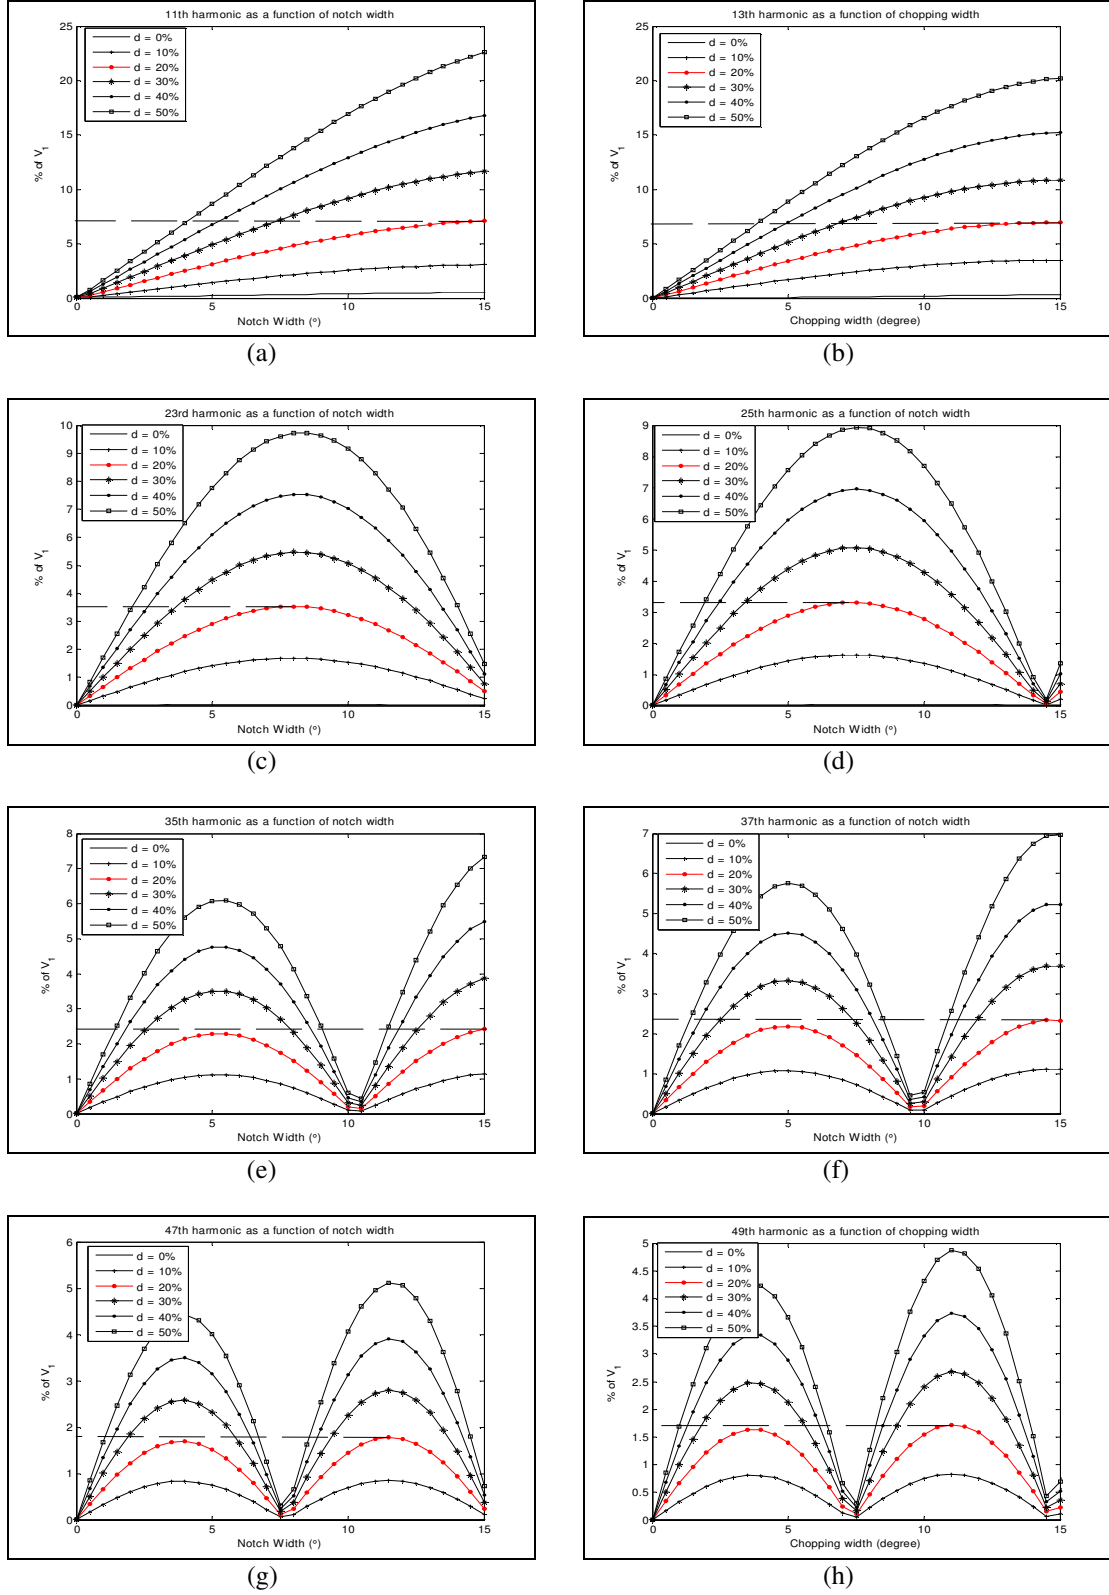 11th harmonic as a function of notch width
25
20
15
10
5
0
% of V1
d = 0%
d = 10%
d = 20%
d = 30%
d = 40%
d = 50%
0 5 10 15
Notch Width (o)
(a)
13th harmonic as a function of chopping width
25
20
15
10
5
0
% of V1
d = 0%
d = 10%
d = 20%
d = 30%
d = 40%
d = 50%
0 5 10 15
Chopping width (degree)
(b)
23rd harmonic as a function of notch width
10
9
8
7
6
5
4
3
2
1
0
% of V1
d = 0%
d = 10%
d = 20%
d = 30%
d = 40%
d = 50%
0 5 10 15
Notch Width (o)
(c)
25th harmonic as a function of notch width
9
8
7
6
5
4
3
2
1
0
% of V1
d = 0%
d = 10%
d = 20%
d = 30%
d = 40%
d = 50%
0 5 10 15
Notch Width (o)
(d)
35th harmonic as a function of notch width
8
7
6
5
4
3
2
1
0
% of V1
d = 0%
d = 10%
d = 20%
d = 30%
d = 40%
d = 50%
0 5 10 15
Notch Width (o)
(e)
37th harmonic as a function of notch width
7
6
5
4
3
2
1
0
% of V1
d = 0%
d = 10%
d = 20%
d = 30%
d = 40%
d = 50%
0 5 10 15
Notch Width (o)
(f)
47th harmonic as a function of notch width
6
5
4
3
2
1
0
% of V1
d = 0%
d = 10%
d = 20%
d = 30%
d = 40%
d = 50%
0 5 10 15
Notch Width (o)
(g)
49th harmonic as a function of chopping width
5
4.5
4
3.5
3
2.5
2
1.5
1
0.5
0
% of V1
d = 0%
d = 10%
d = 20%
d = 30%
d = 40%
d = 50%
0 5 10 15
Chopping width (degree)
(h)